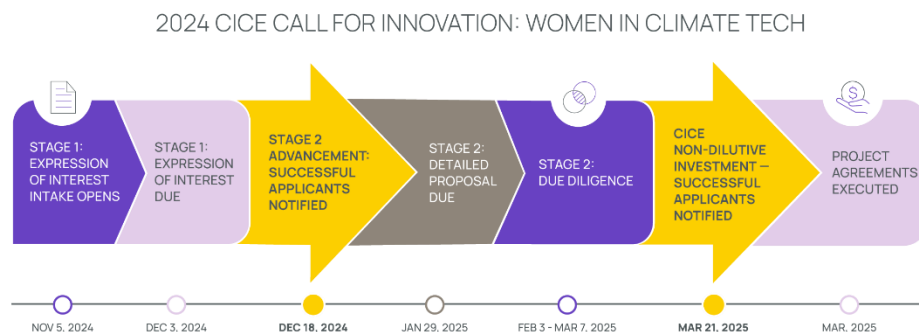 2024 CICE CALL FOR INNOVATION: WOMEN IN CLIMATE TECH
STAGE 1:
EXPRESSION
OF INTEREST
INTAKE OPENS
STAGE 1:
EXPRESSION
OF INTEREST
DUE
STAGE 2
ADVANCEMENT:
SUCCESSFUL
APPLICANTS
NOTIFIED
STAGE 2:
DETAILED
PROPOSAL
DUE
STAGE 2:
DUE DILIGENCE
CICE
NON-DILUTIVE
INVESTMENT —
SUCCESSFUL
APPLICANTS
NOTIFIED
$
PROJECT
AGREEMENTS
EXECUTED
NOV 5, 2024
DEC 3, 2024
DEC 18, 2024
JAN 29, 2025
FEB 3 - MAR 7, 2025
MAR 21, 2025
MAR, 2025